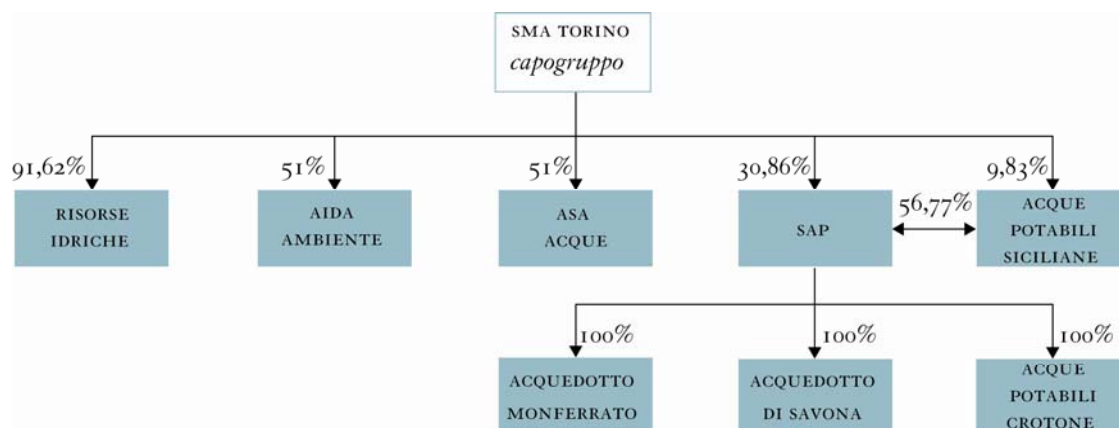 SMA TORINO
capogruppo
91,62%
51%
51%
30,86%
9,83%
RISORSE
IDRICHE
AIDA
AMBIENTE
ASA
ACQUE
SAP
56,77%
ACQUE
POTABILI
SICILIANE
100%
100%
100%
ACQUEDOTTO
MONFERRATO
ACQUEDOTTO
DI SAVONA
ACQUE
POTABILI
CROTONE